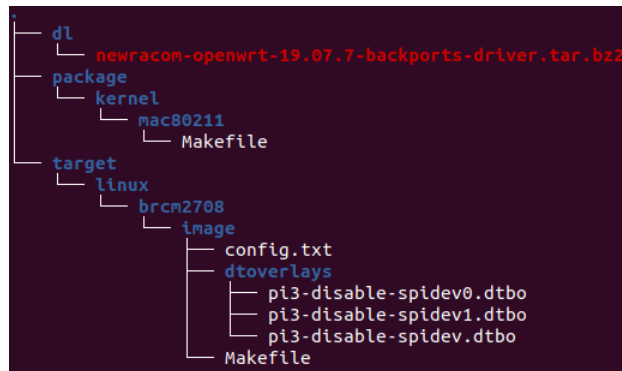 .
├── dl
│   └── newracom-openwrt-19.07.7-backports-driver.tar.bz2
├── package
│   └── kernel
│       └── mac80211
│           └── Makefile
└── target
    └── linux
        └── brcm2708
            └── image
                ├── config.txt
                ├── dtoverlays
                │   ├── pi3-disable-spidev0.dtbo
                │   ├── pi3-disable-spidev1.dtbo
                │   └── pi3-disable-spidev.dtbo
                └── Makefile